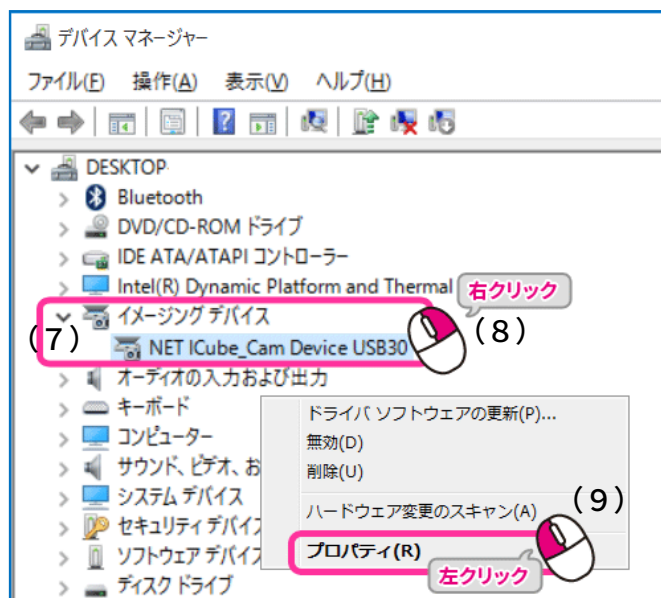 デバイス マネージャー
ファイル(F) 操作(A) 表示(V) ヘルプ(H)
DESKTOP
Bluetooth
DVD/CD-ROM ドライブ
IDE ATA/ATAPI コントローラー
Intel(R) Dynamic Platform and Thermal
右クリック
イメージング デバイス
(7)
(8)
NET ICube_Cam Device USB30
オーディオの入力および出力
キーボード
ドライバ ソフトウェアの更新(P)...
コンピューター
無効(D)
サウンド、ビデオ、お
削除(U)
システム デバイス
ハードウェア変更のスキャン(A)
(9)
セキュリティ デバイス
プロパティ(R)
ソフトウェア デバイス
左クリック
ディスク ドライブ